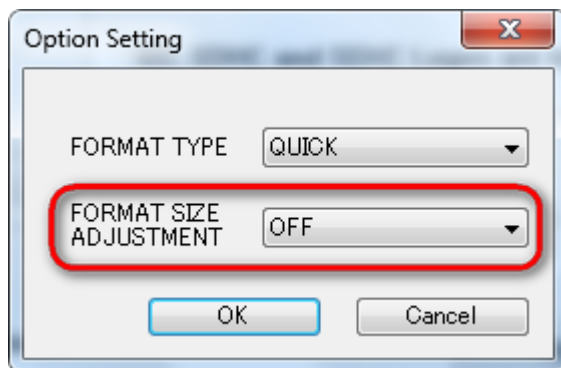 Option Setting
FORMAT TYPE
QUICK
FORMAT SIZE
ADJUSTMENT
OFF
OK
Cancel